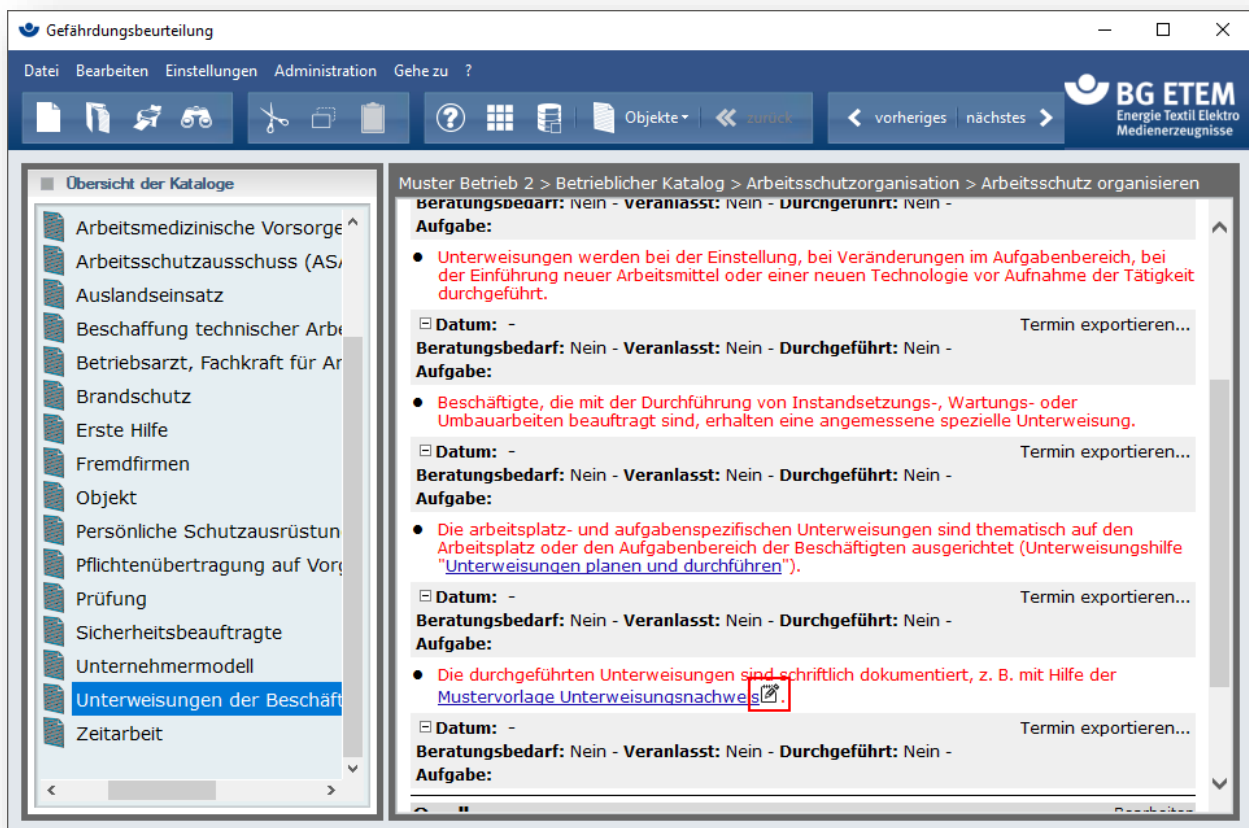 Gefährdungsbeurteilung
Datei Bearbeiten Einstellungen Administration Gehe zu ?
Objekte
zurück
vorheriges nächstes
BG ETEM
Energie Textil Elektro
Medienerzeugnisse
Übersicht der Kataloge
Arbeitsmedizinische Vorsorge
Arbeitsschutzausschuss (ASA
Auslandseinsatz
Beschaffung technischer Arbe
Betriebsarzt, Fachkraft für Ar
Brandschutz
Erste Hilfe
Fremdfirmen
Objekt
Persönliche Schutzausrüstun
Pflichtenübertragung auf Vorg
Prüfung
Sicherheitsbeauftragte
Unternehmermodell
Unterweisungen der Beschäft
Zeitarbeit
Muster Betrieb 2 > Betrieblicher Katalog > Arbeitsschutzorganisation > Arbeitsschutz organisieren
Beratungsbedarf: Nein - Veranlasst: Nein - Durchgeführt: Nein -
Aufgabe:
• Unterweisungen werden bei der Einstellung, bei Veränderungen im Aufgabenbereich, bei
der Einführung neuer Arbeitsmittel oder einer neuen Technologie vor Aufnahme der Tätigkeit
durchgeführt.
Datum: - Termin exportieren...
Beratungsbedarf: Nein - Veranlasst: Nein - Durchgeführt: Nein -
Aufgabe:
• Beschäftigte, die mit der Durchführung von Instandsetzungs-, Wartungs- oder
Umbauarbeiten beauftragt sind, erhalten eine angemessene spezielle Unterweisung.
Datum: - Termin exportieren...
Beratungsbedarf: Nein - Veranlasst: Nein - Durchgeführt: Nein -
Aufgabe:
• Die arbeitsplatz- und aufgabenspezifischen Unterweisungen sind thematisch auf den
Arbeitsplatz oder den Aufgabenbereich der Beschäftigten ausgerichtet (Unterweisungshilfe
"Unterweisungen planen und durchführen").
Datum: - Termin exportieren...
Beratungsbedarf: Nein - Veranlasst: Nein - Durchgeführt: Nein -
Aufgabe:
• Die durchgeführten Unterweisungen sind schriftlich dokumentiert, z. B. mit Hilfe der
Mustervorlage Unterweisungsnachweis.
Datum: - Termin exportieren...
Beratungsbedarf: Nein - Veranlasst: Nein - Durchgeführt: Nein -
Aufgabe: